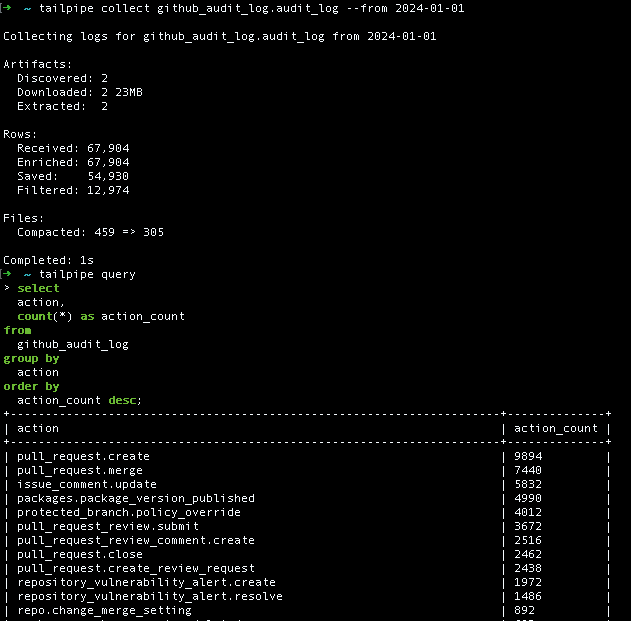 → ~ tailpipe collect github_audit_log.audit_log --from 2024-01-01
Collecting logs for github_audit_log.audit_log from 2024-01-01
Artifacts:
Discovered: 2
Downloaded: 2 23MB
Extracted: 2
Rows:
Received: 67,904
Enriched: 67,904
Saved: 54,930
Filtered: 12,974
Files:
Compacted: 459 => 305
Completed: 1s
→ ~ tailpipe query
> select
action,
count(*) as action_count
from
github_audit_log
group by
action
order by
action_count desc;
| action | action_count |
| pull_request.create | 9894 |
| pull_request.merge | 7440 |
| issue_comment.update | 5832 |
| packages.package_version_published | 4990 |
| protected_branch.policy_override | 4012 |
| pull_request_review.submit | 3672 |
| pull_request_review_comment.create | 2516 |
| pull_request.close | 2462 |
| pull_request.create_review_request | 2438 |
| repository_vulnerability_alert.create | 1972 |
| repository_vulnerability_alert.resolve | 1486 |
| repo.change_merge_setting | 892 |